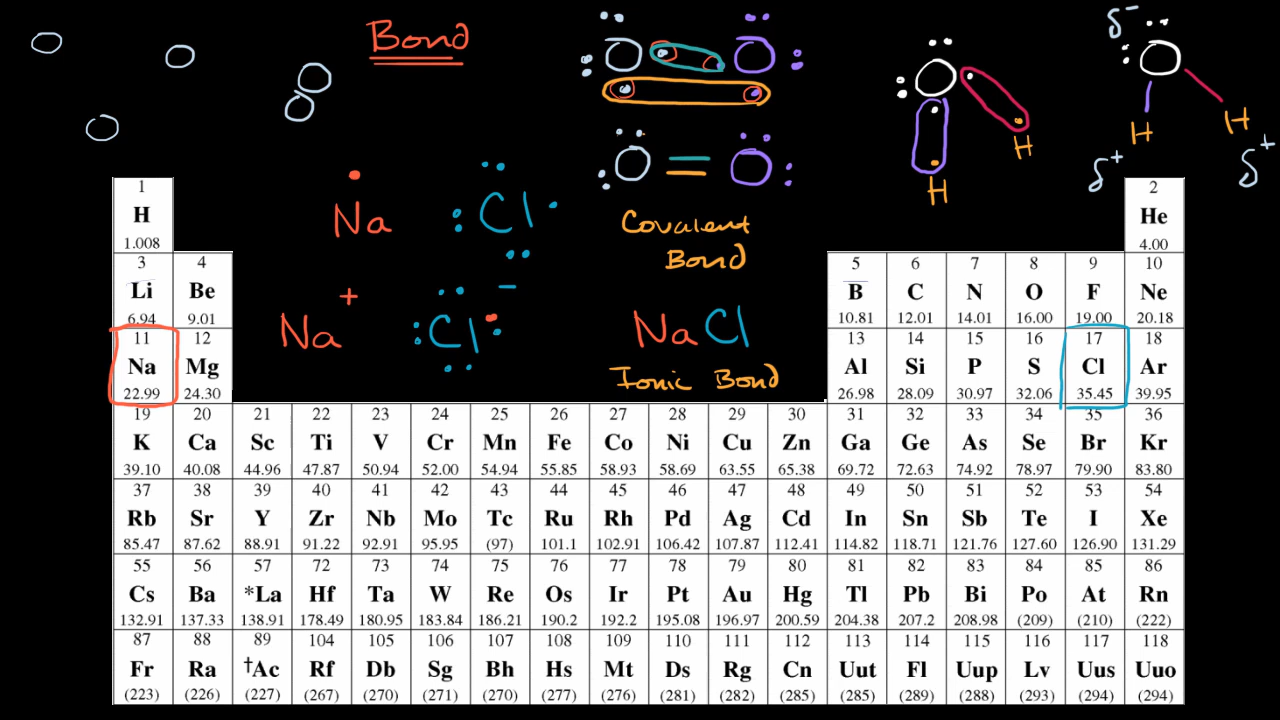 Bond
δ-
H
H
H
H
δ+
δ+
O = O
Na Cl
Covalent
Bond
Na+ Cl-
NaCl
Ionic Bond
1 2
H He
1.008 4.00
3 4 5 6 7 8 9 10
Li Be B C N O F Ne
6.94 9.01 10.81 12.01 14.01 16.00 19.00 20.18
11 12 13 14 15 16 17 18
Na Mg Al Si P S Cl Ar
22.99 24.30 26.98 28.09 30.97 32.06 35.45 39.95
19 20 21 22 23 24 25 26 27 28 29 30 31 32 33 34 35 36
K Ca Sc Ti V Cr Mn Fe Co Ni Cu Zn Ga Ge As Se Br Kr
39.10 40.08 44.96 47.87 50.94 52.00 54.94 55.85 58.93 58.69 63.55 65.38 69.72 72.63 74.92 78.97 79.90 83.80
37 38 39 40 41 42 43 44 45 46 47 48 49 50 51 52 53 54
Rb Sr Y Zr Nb Mo Tc Ru Rh Pd Ag Cd In Sn Sb Te I Xe
85.47 87.62 88.91 91.22 92.91 95.95 (97) 101.1 102.91 106.42 107.87 112.41 114.82 118.71 121.76 127.60 126.90 131.29
55 56 57 72 73 74 75 76 77 78 79 80 81 82 83 84 85 86
Cs Ba *La Hf Ta W Re Os Ir Pt Au Hg Tl Pb Bi Po At Rn
132.91 137.33 138.91 178.49 180.95 183.84 186.21 190.2 192.2 195.08 196.97 200.59 204.38 207.2 208.98 (209) (210) (222)
87 88 89 104 105 106 107 108 109 110 111 112 113 114 115 116 117 118
Fr Ra †Ac Rf Db Sg Bh Hs Mt Ds Rg Cn Uut Fl Uup Lv Uus Uuo
(223) (226) (227) (267) (270) (271) (270) (277) (276) (281) (282) (285) (285) (289) (288) (293) (294) (294)